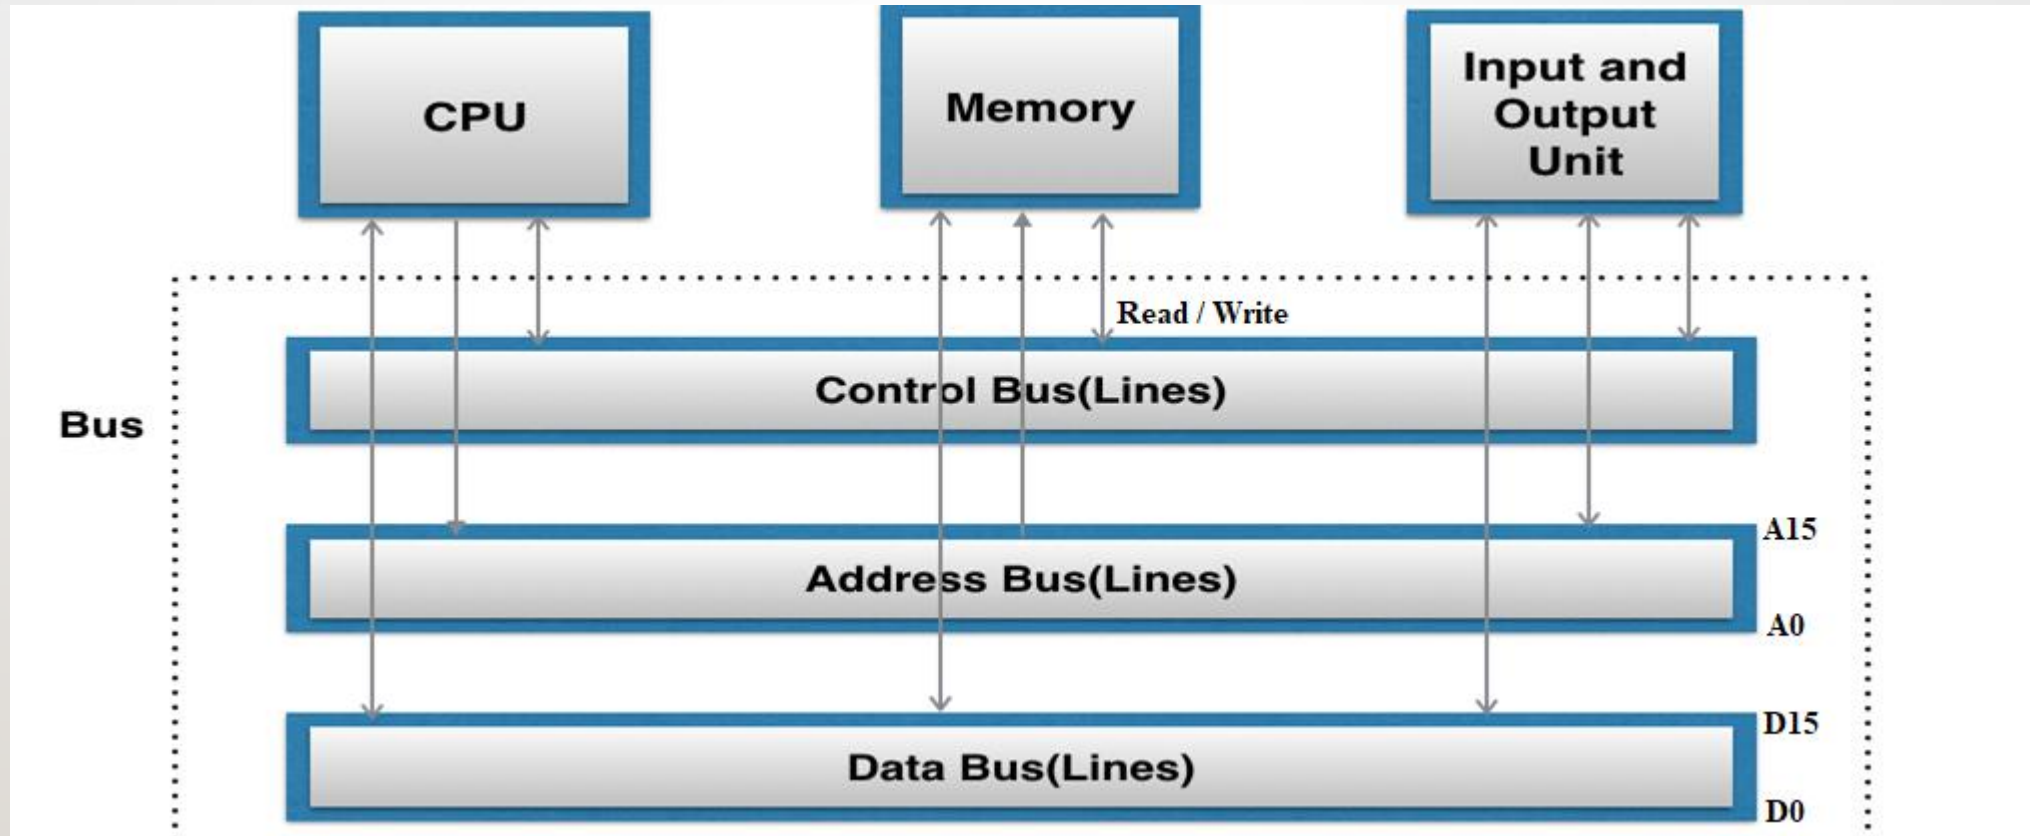 CPU
Memory
Input and
Output
Unit
Read / Write
Bus
Control Bus(Lines)
A15
Address Bus(Lines)
A0
D15
Data Bus(Lines)
D0